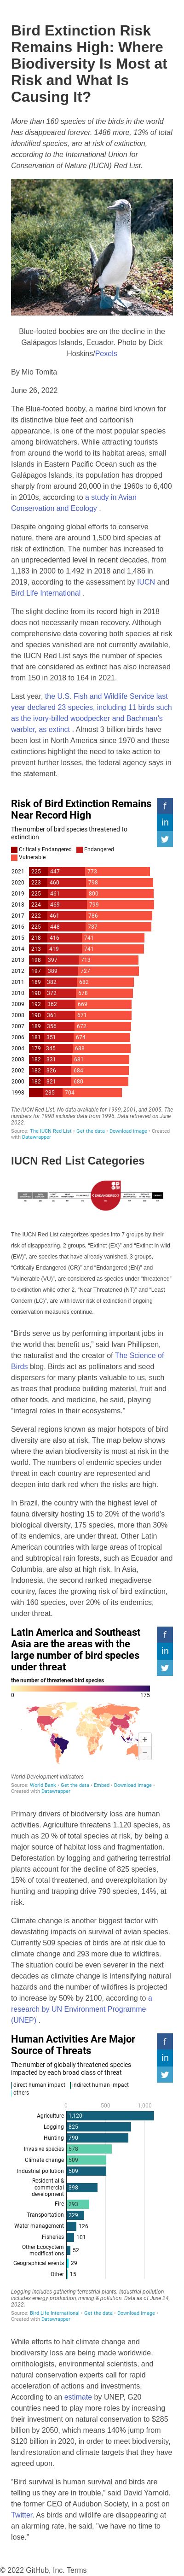 Bird Extinction Risk
Remains High: Where
Biodiversity Is Most at
Risk and What Is
Causing It?
More than 160 species of the birds in the world
has disappeared forever. 1486 more, 13% of total
identified species, are at risk of extinction,
according to the International Union for
Conservation of Nature (IUCN) Red List.
Blue-footed boobies are on the decline in the
Galápagos Islands, Ecuador. Photo by Dick
Hoskins/Pexels
By Mio Tomita
June 26, 2022
The Blue-footed booby, a marine bird known for
its distinctive blue feet and cartoonish
appearance, is one of the most popular species
among birdwatchers. While attracting tourists
from around the world to its habitat areas, small
Islands in Eastern Pacific Ocean such as the
Galápagos Islands, its population has dropped
sharply from around 20,000 in the 1960s to 6,400
in 2010s, according to a study in Avian
Conservation and Ecology .
Despite ongoing global efforts to conserve
nature, there are around 1,500 bird species at
risk of extinction. The number has increased to
an unprecedented level in recent decades, from
1,183 in 2000 to 1,492 in 2018 and 1,486 in
2019, according to the assessment by IUCN and
Bird Life International .
The slight decline from its record high in 2018
does not necessarily mean recovery. Although
comprehensive data on the number of birds that
are at extinction risk or have already extinct
and species vanished are not currently available,
the IUCN Red List says the number of species
that experts declared extinct has also increased
from 150 in 2016 to 164 in 2021.
Last year, the U.S. Fish and Wildlife Service last
year declared 23 species, including 11 birds such
as the ivory-billed woodpecker and Bachman's
warbler, as extinct . Almost 3 billion birds have
been lost in North America since 1970 and these
extinctions highlight the need to take action to
prevent them from, the federal agency says in
the statement.
Risk of Bird Extinction Remains
Near Record High
The number of bird species threatened to
extinction
Critically Endangered Endangered
Vulnerable
2021 225 447 773
2020 223 460 798
2019 225 461 800
2018 224 469 799
2017 222 461 786
2016 225 448 787
2015 218 416 741
2014 213 419 741
2013 198 397 713
2012 197 389 727
2011 189 382 682
2010 190 372 678
2009 192 362 669
2008 190 361 671
2007 189 356 672
2006 181 351 674
2004 179 345 688
2003 182 331 681
2002 182 326 684
2000 182 321 680
1998 235 704
The IUCN Red List. No data available for 1999, 2001, and 2005. The
numbers for 1998 includes data from 1994. Data retrieved on June
2022.
Source: The IUCN Red List • Get the data • Download image • Created
with Datawrapper
IUCN Red List Categories
The IUCN Red List categorizes species into 7 groups by their
risk of disappearing. 2 groups, “Extinct (EX)” and “Extinct in wild
(EW)”, are species that have already vanished. 3 groups,
“Critically Endangered (CR)” and “Endangered (EN)” and
“Vulnerable (VU)”, are considered as species under “threatened”
to extinction while other 2, “Near Threatened (NT)” and “Least
Concern (LC)”, are with lower risk of extinction if ongoing
conservation measures continue.
“Birds serve us by performing important jobs in
the world that benefit us,” said Ivan Phillipsen,
a naturalist and the creator of The Science of
Birds blog. Birds act as pollinators and seed
dispersers for many plants valuable to us, such
as trees that produce building material, fruit and
other foods, and medicine, he said, playing
“integral roles in their ecosystems.”
Several regions known as major hotspots of bird
diversity are also at risk. The map below shows
where the avian biodiversity is most at risk in the
world. The numbers of endemic species under
threat and species threatened are separated and
deepen into dark red when the risks are high.
In Brazil, the country with the highest level of
fauna diversity hosting 15 to 20% of the world's
biological diversity, 175 species, more than 30%
of its endemics, are under threat. Other Latin
American countries with large areas of tropical
and subtropical rain forests, such as Ecuador and
Columbia, are also at high risk. In Asia,
Indonesia, the second ranked megadiverse
country, faces the growing risk of bird extinction,
with 160 species, over 20% of its endemics,
under threat.
Latin America and Southeast
Asia are the areas with the
large number of bird species
under threat
the number of threatened bird species
0 175
+
−
World Development Indicators
Source: World Bank • Get the data • Embed • Download image •
Created with Datawrapper
Primary drivers of biodiversity loss are human
activities. Agriculture threatens 1,120 species, as
much as 20 % of total species at risk, by being a
major source of habitat loss and fragmentation.
Deforestation by logging and gathering terrestrial
plants account for the decline of 825 species,
15% of total threatened, and overexploitation by
hunting and trapping drive 790 species, 14%, at
risk.
Climate change is another biggest factor with
devastating impacts on survival of avian species.
Currently 509 species of birds are at risk due to
climate change and 293 species due to wildfires.
The situation could be even severer in the next
decades as climate change is also intensifying
natural hazards and the number of wildfires is projected
to increase by 50% by 2100, according to a
research by UN Environment Programme
(UNEP) .
Human Activities Are Major
Source of Threats
The number of globally threatened species
impacted by each broad class of threat
direct human impact indirect human impact
others
0 500 1,000
Agriculture 1,120
Logging 825
Hunting 790
Invasive species 578
Climate change 509
Industrial pollution 509
Residential &
commercial 398
development
Fire 293
Transportation 229
Water management 126
Fisheries 101
Other Ecosystem 52
modifications
Geographical events 29
Other 15
Logging includes gathering terrestrial plants. Industrial pollution
includes energy production, mining & pollution. Data as of June 24,
2022.
Source: Bird Life International • Get the data • Download image •
Created with Datawrapper
While efforts to halt climate change and
biodiversity loss are being made worldwide,
ornithologists, environmental scientists, and
natural conservation experts call for rapid
acceleration of actions and investments.
According to an estimate by UNEP, G20
countries need to play more roles by increasing
their investment to nature protection to $285
billion by 2050, which means 140% jump from
$120 billion in 2020, in order to meet biodiversity,
land restoration and climate targets that they have
agreed upon.
“Bird survival is human survival and birds are
telling us they are in trouble,” said David Yarnold,
the former CEO of Audubon Society, in a post on
Twitter. As birds and wildlife are disappearing at
an alarming rate, he said, “we have no time to
lose.”
© 2022 GitHub, Inc. Terms